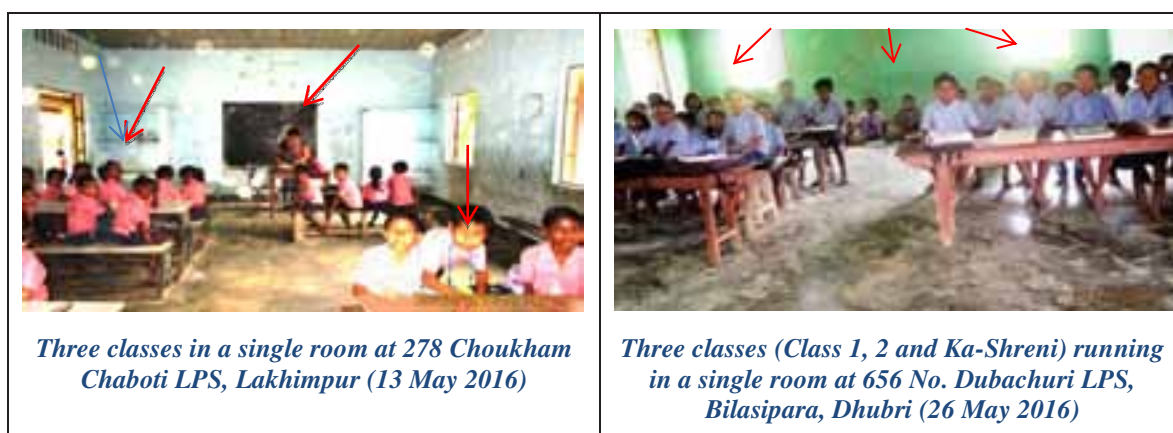 Three classes in a single room at 278 Choukham
Chaboti LPS, Lakhimpur (13 May 2016)
Three classes (Class 1, 2 and Ka-Shreni) running
in a single room at 656 No. Dubachuri LPS,
Bilasipara, Dhubri (26 May 2016)